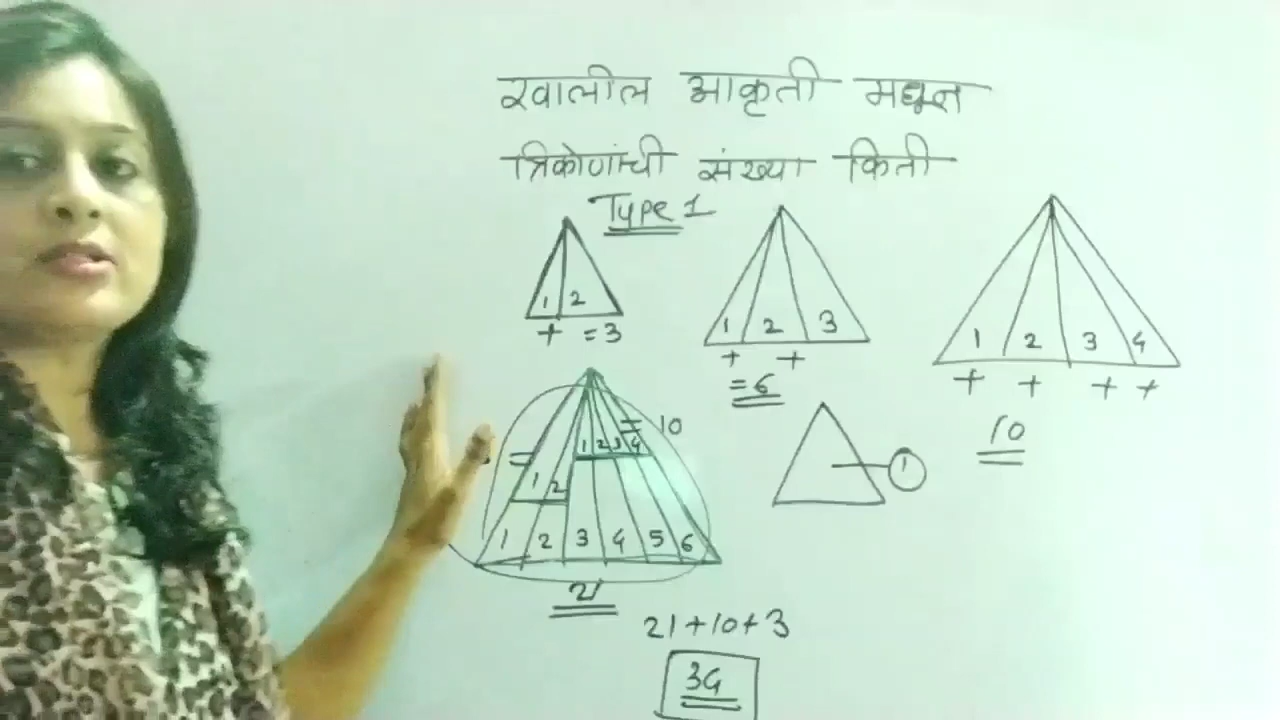 खालील आकृती मधून
त्रिकोणांची संख्या किती
Type 1
1 2
+ = 3
1 2 3
+ +
= 6
1 2 3 4
+ + + +
10
1
= 10
1 2 3 4
=
1 2
1 2 3 4 5 6
21
21+10+3
34